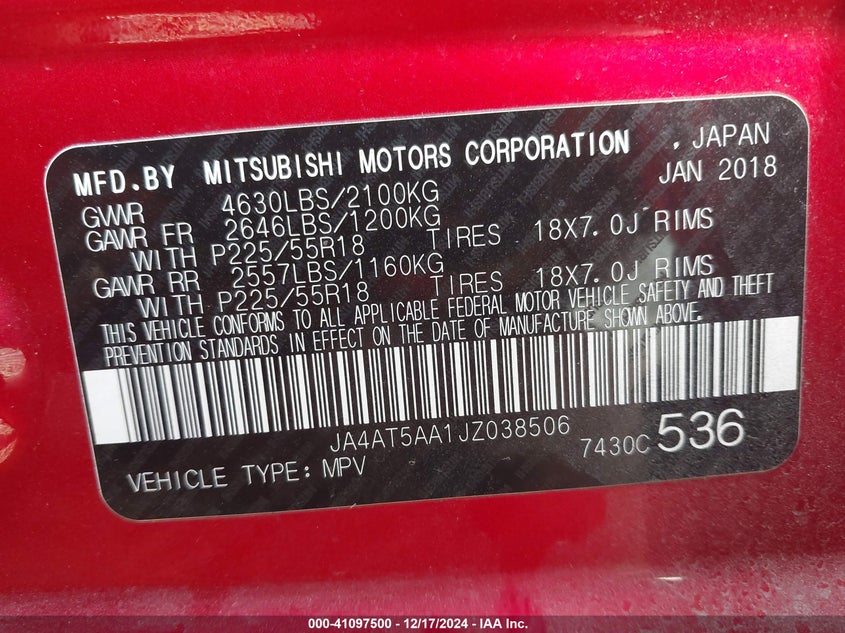 MFD.BY MITSUBISHI MOTORS CORPORATION , JAPAN
JAN 2018
GVWR 4630LBS/2100KG
GAWR FR 2646LBS/1200KG
WITH P225/55R18 TIRES 18X7.0J RIMS
GAWR RR 2557LBS/1160KG
WITH P225/55R18 TIRES 18X7.0J RIMS
THIS VEHICLE CONFORMS TO ALL APPLICABLE FEDERAL MOTOR VEHICLE SAFETY AND THEFT
PREVENTION STANDARDS IN EFFECT ON THE DATE OF MANUFACTURE SHOWN ABOVE.
JA4AT5AA1JZ038506
7430C 536
VEHICLE TYPE: MPV
000-41097500 - 12/17/2024 - IAA Inc.